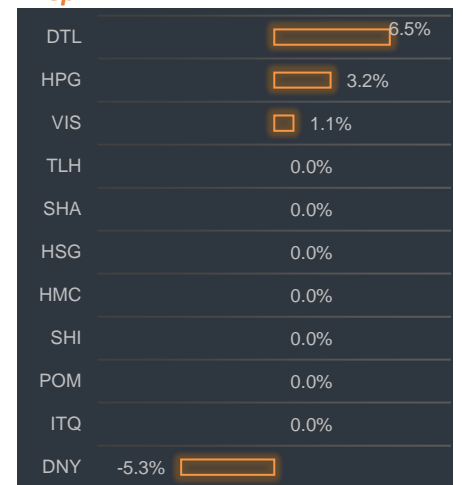 DTL 6.5%
HPG 3.2%
VIS 1.1%
TLH 0.0%
SHA 0.0%
HSG 0.0%
HMC 0.0%
SHI 0.0%
POM 0.0%
ITQ 0.0%
DNY -5.3%